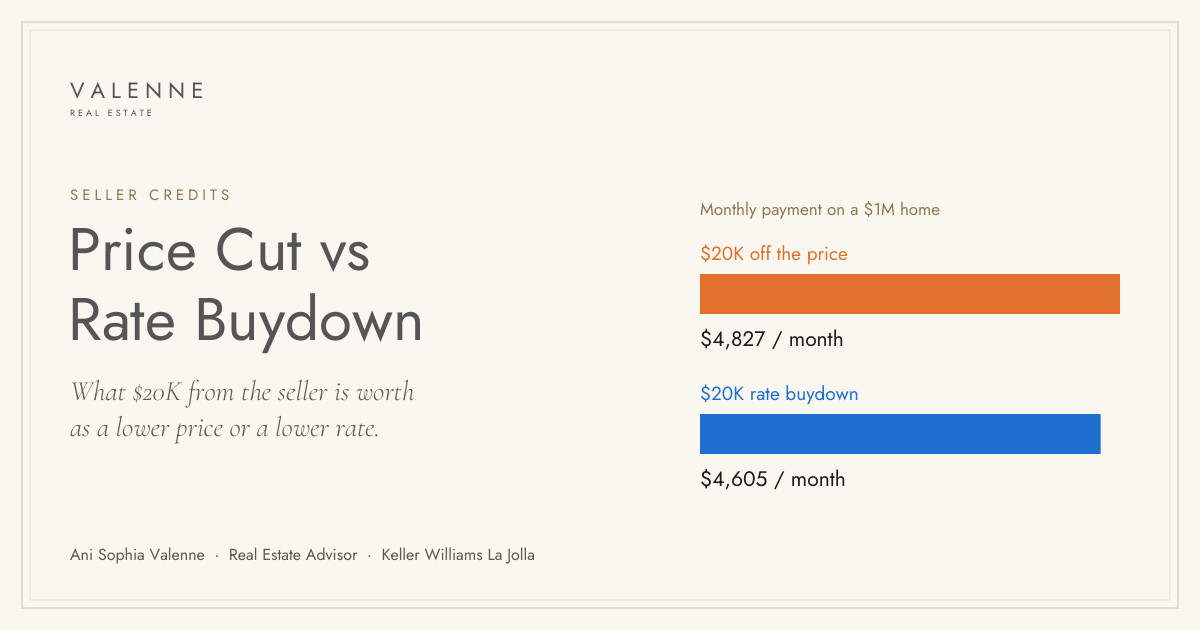 VALENNE
REAL ESTATE
SELLER CREDITS
Price Cut vs
Rate Buydown
What $20K from the seller is worth
as a lower price or a lower rate.
Monthly payment on a $1M home
$20K off the price
$4,827 / month
$20K rate buydown
$4,605 / month
Ani Sophia Valenne · Real Estate Advisor · Keller Williams La Jolla